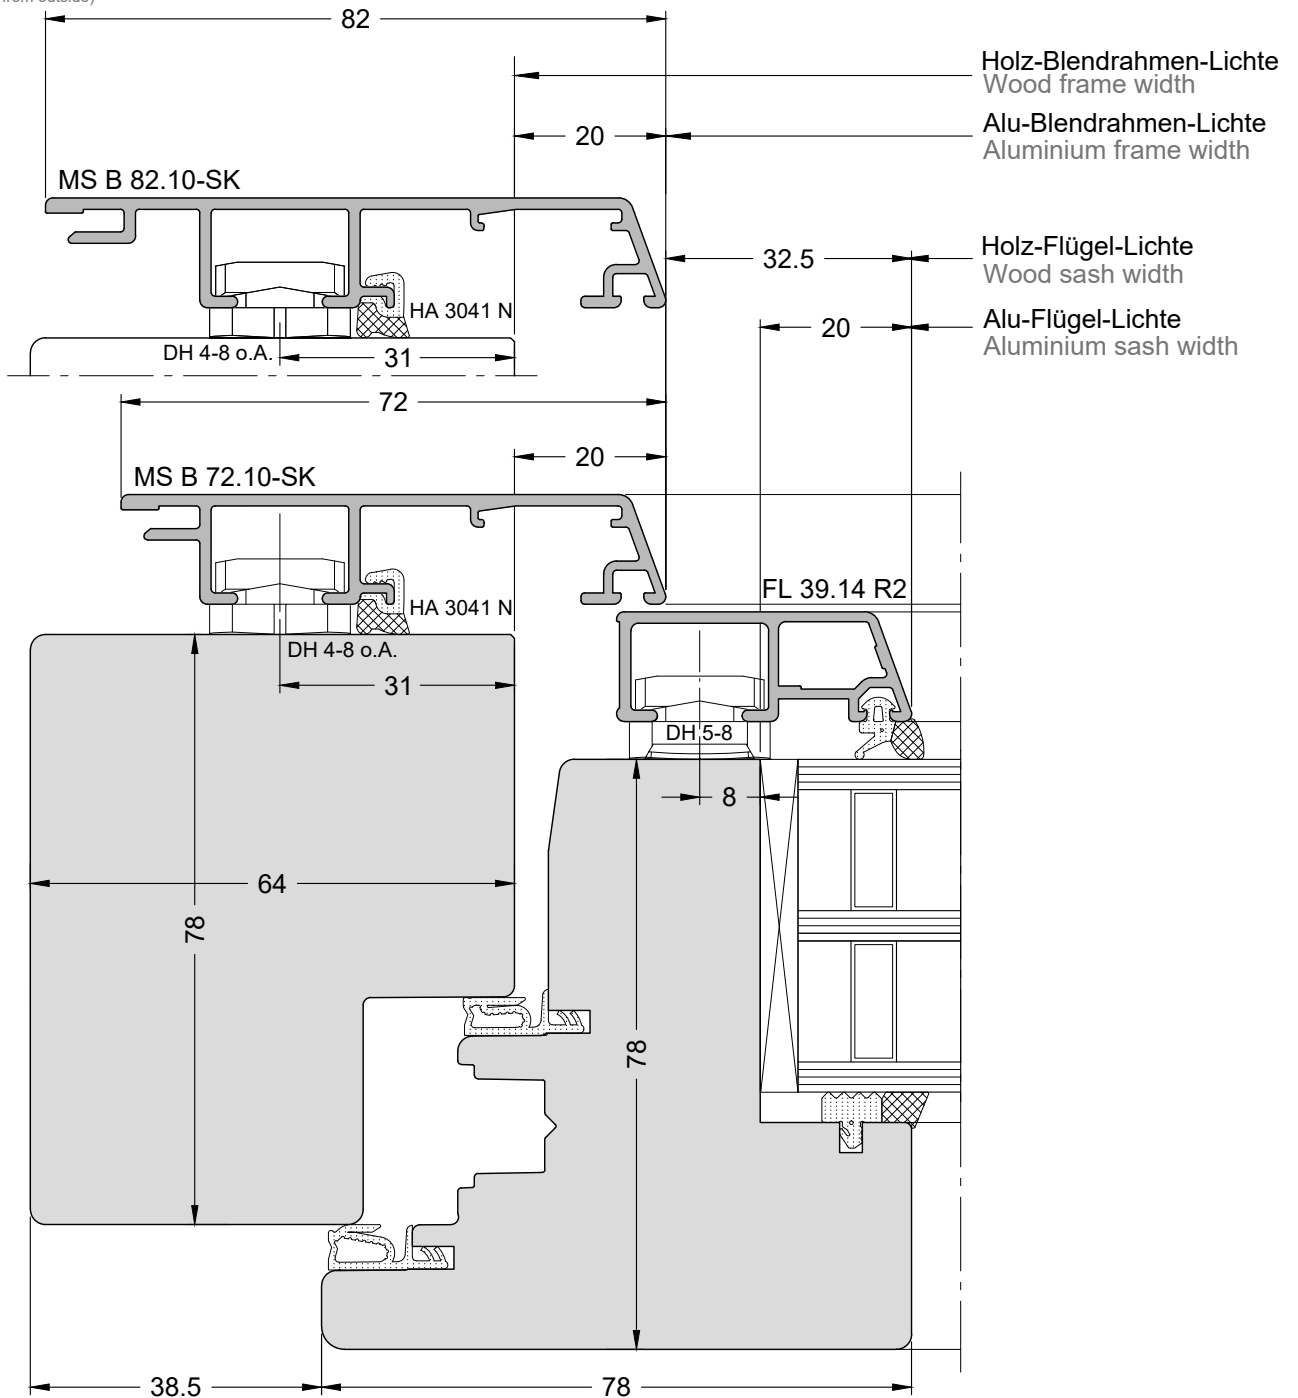 from outside)
82
Holz-Blendrahmen-Lichte
Wood frame width
20
Alu-Blendrahmen-Lichte
Aluminium frame width
MS B 82.10-SK
32.5
Holz-Flügel-Lichte
Wood sash width
HA 3041 N
20
Alu-Flügel-Lichte
Aluminium sash width
DH 4-8 o.A.
31
72
20
MS B 72.10-SK
FL 39.14 R2
HA 3041 N
DH 4-8 o.A.
31
DH 5-8
8
64
78
78
38.5
78